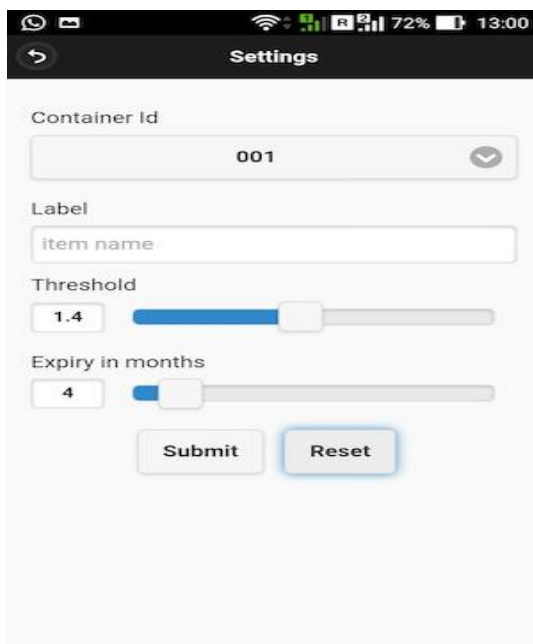 R 2 72% 13:00
Settings
Container Id
001
Label
item name
Threshold
1.4
Expiry in months
4
Submit Reset